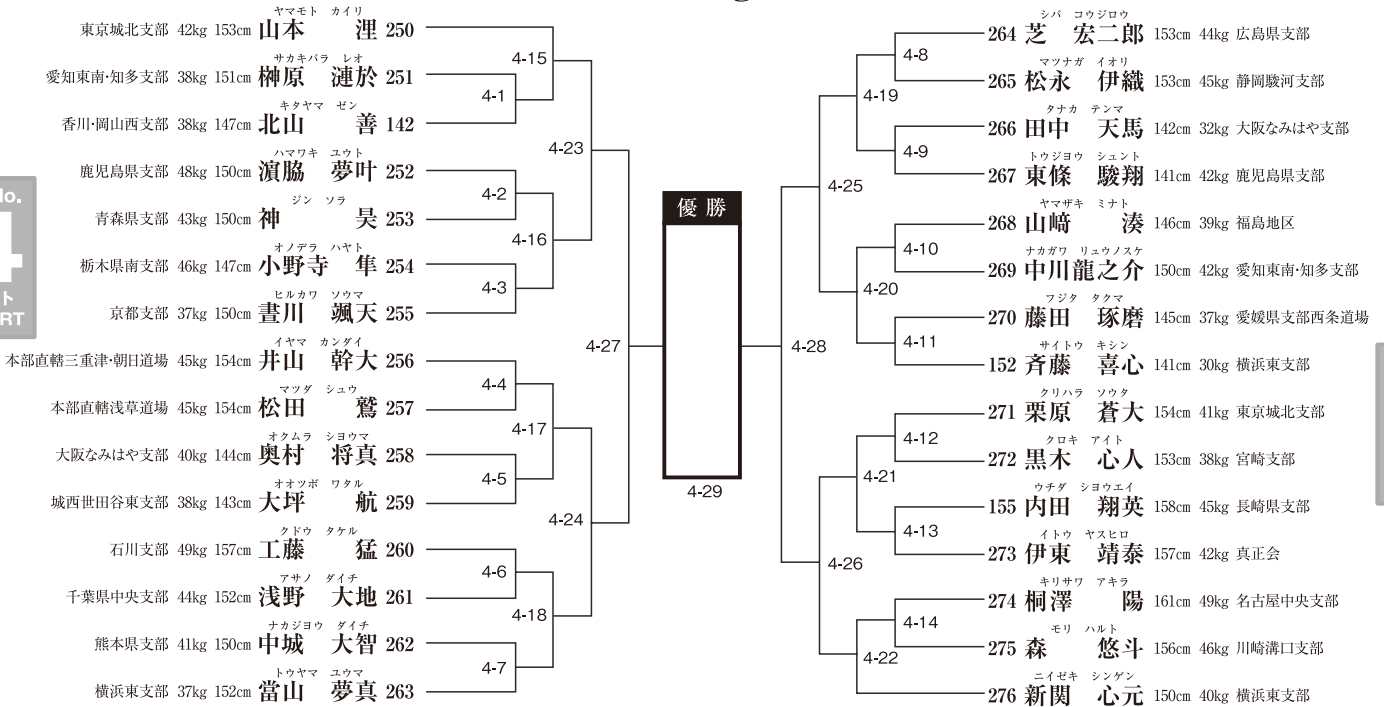 ヤマモト カイリ
東京城北支部 42kg 153cm 山本 浬 250
サカキバラ レオ
愛知東南・知多支部 38kg 151cm 榊原 漣於 251
キタヤマ ゼン
香川・岡山西支部 38kg 147cm 北山 善 142
ハマワキ ユウト
鹿児島県支部 48kg 150cm 濵脇 夢叶 252
ジン ソラ
青森県支部 43kg 150cm 神 昊 253
オノデラ ハヤト
栃木県南支部 46kg 147cm 小野寺 隼 254
ヒルカワ ソウマ
京都支部 37kg 150cm 晝川 颯天 255
イヤマ カンダイ
本部直轄三重津・朝日道場 45kg 154cm 井山 幹大 256
マツダ シュウ
本部直轄浅草道場 45kg 154cm 松田 鷲 257
オクムラ ショウマ
大阪なみはや支部 40kg 144cm 奥村 将真 258
オオツボ ワタル
城西世田谷東支部 38kg 143cm 大坪 航 259
クドウ タケル
石川支部 49kg 157cm 工藤 猛 260
アサノ ダイチ
千葉県中央支部 44kg 152cm 浅野 大地 261
ナカジョウ ダイチ
熊本県支部 41kg 150cm 中城 大智 262
トウヤマ ユウマ
横浜東支部 37kg 152cm 當山 夢真 263
4-15
4-1
4-23
4-2
4-16
4-3
4-27
4-4
4-17
4-5
4-24
4-6
4-18
4-7
No.
4
ト
RT
優勝
4-29
シバ コウジロウ
264 芝 宏二郎 153cm 44kg 広島県支部
マツナガ イオリ
265 松永 伊織 153cm 45kg 静岡駿河支部
タナカ テンマ
266 田中 天馬 142cm 32kg 大阪なみはや支部
トウジョウ シュント
267 東條 駿翔 141cm 42kg 鹿児島県支部
ヤマザキ ミナト
268 山﨑 湊 146cm 39kg 福島地区
ナカガワ リュウノスケ
269 中川龍之介 150cm 42kg 愛知東南・知多支部
フジタ タクマ
270 藤田 琢磨 145cm 37kg 愛媛県支部西条道場
サイトウ キシン
152 斉藤 喜心 141cm 30kg 横浜東支部
クリハラ ソウタ
271 栗原 蒼大 154cm 41kg 東京城北支部
クロキ アイト
272 黒木 心人 153cm 38kg 宮崎支部
ウチダ ショウエイ
155 内田 翔英 158cm 45kg 長崎県支部
イトウ ヤスヒロ
273 伊東 靖泰 157cm 42kg 真正会
キリサワ アキラ
274 桐澤 陽 161cm 49kg 名古屋中央支部
モリ ハルト
275 森 悠斗 156cm 46kg 川崎溝口支部
ニイゼキ シンゲン
276 新関 心元 150cm 40kg 横浜東支部
4-8
4-19
4-9
4-25
4-10
4-20
4-11
4-28
4-12
4-21
4-13
4-26
4-14
4-22